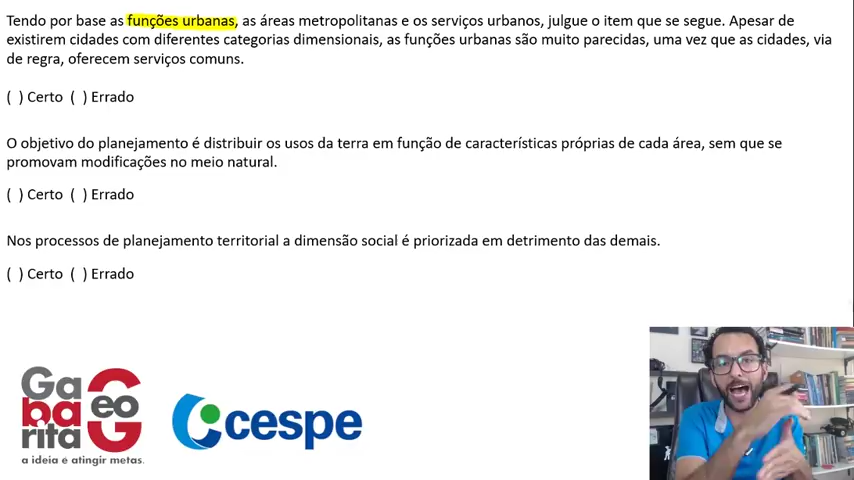 Tendo por base as funções urbanas, as áreas metropolitanas e os serviços urbanos, julgue o item que se segue. Apesar de
existirem cidades com diferentes categorias dimensionais, as funções urbanas são muito parecidas, uma vez que as cidades, via
de regra, oferecem serviços comuns.
( ) Certo ( ) Errado
O objetivo do planejamento é distribuir os usos da terra em função de características próprias de cada área, sem que se
promovam modificações no meio natural.
( ) Certo ( ) Errado
Nos processos de planejamento territorial a dimensão social é priorizada em detrimento das demais.
( ) Certo ( ) Errado
Ga
ba
rita
Geo
a ideia e atingir metas.
cespe